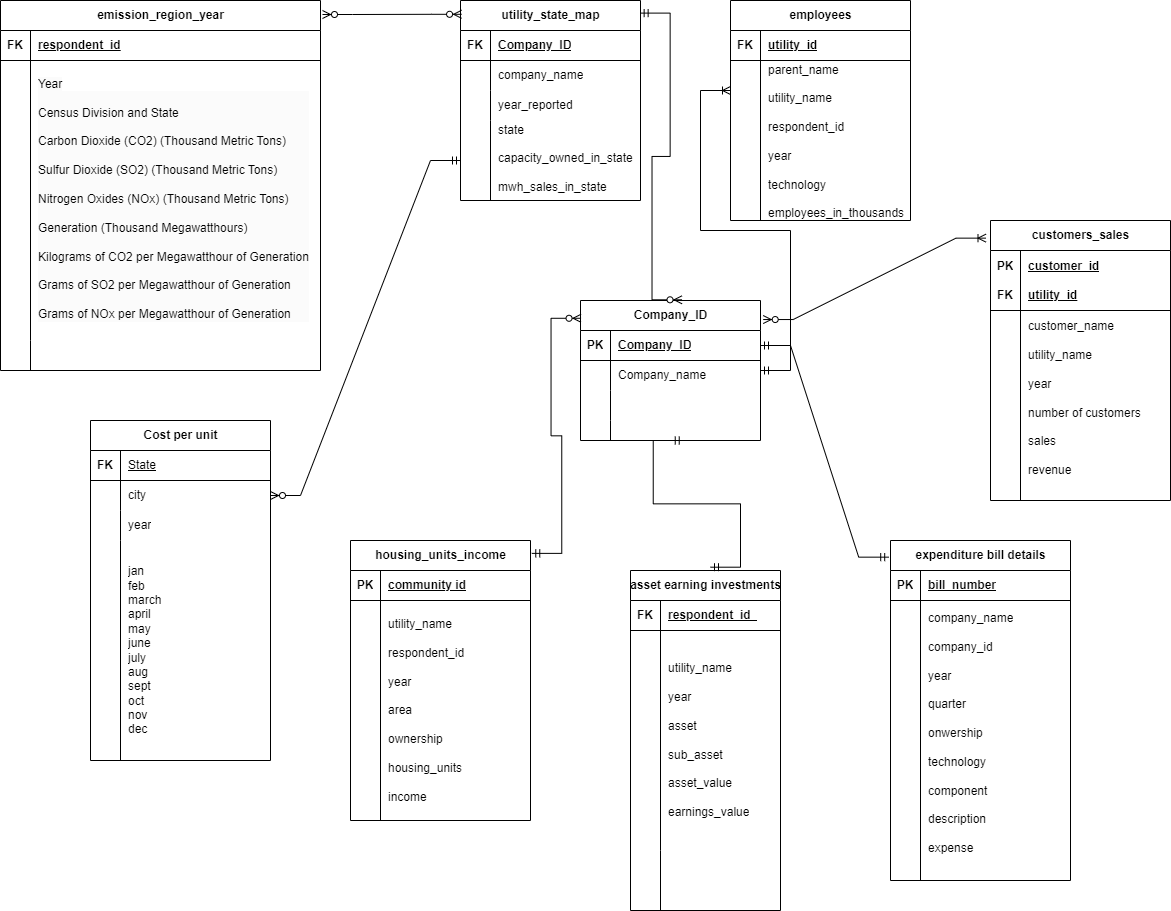 emission_region_year
FK respondent_id
Year
Census Division and State
Carbon Dioxide (CO2) (Thousand Metric Tons)
Sulfur Dioxide (SO2) (Thousand Metric Tons)
Nitrogen Oxides (NOx) (Thousand Metric Tons)
Generation (Thousand Megawatthours)
Kilograms of CO2 per Megawatthour of Generation
Grams of SO2 per Megawatthour of Generation
Grams of NOx per Megawatthour of Generation
utility_state_map
FK Company_ID
company_name
year_reported
state
capacity_owned_in_state
mwh_sales_in_state
employees
FK utility_id
parent_name
utility_name
respondent_id
year
technology
employees_in_thousands
customers_sales
PK customer_id
FK utility_id
customer_name
utility_name
year
number of customers
sales
revenue
Company_ID
PK Company_ID
Company_name
Cost per unit
FK State
city
year
jan
feb
march
april
may
june
july
aug
sept
oct
nov
dec
housing_units_income
PK community id
utility_name
respondent_id
year
area
ownership
housing_units
income
asset earning investments
FK respondent_id_
utility_name
year
asset
sub_asset
asset_value
earnings_value
expenditure bill details
PK bill_number
company_name
company_id
year
quarter
onwership
technology
component
description
expense